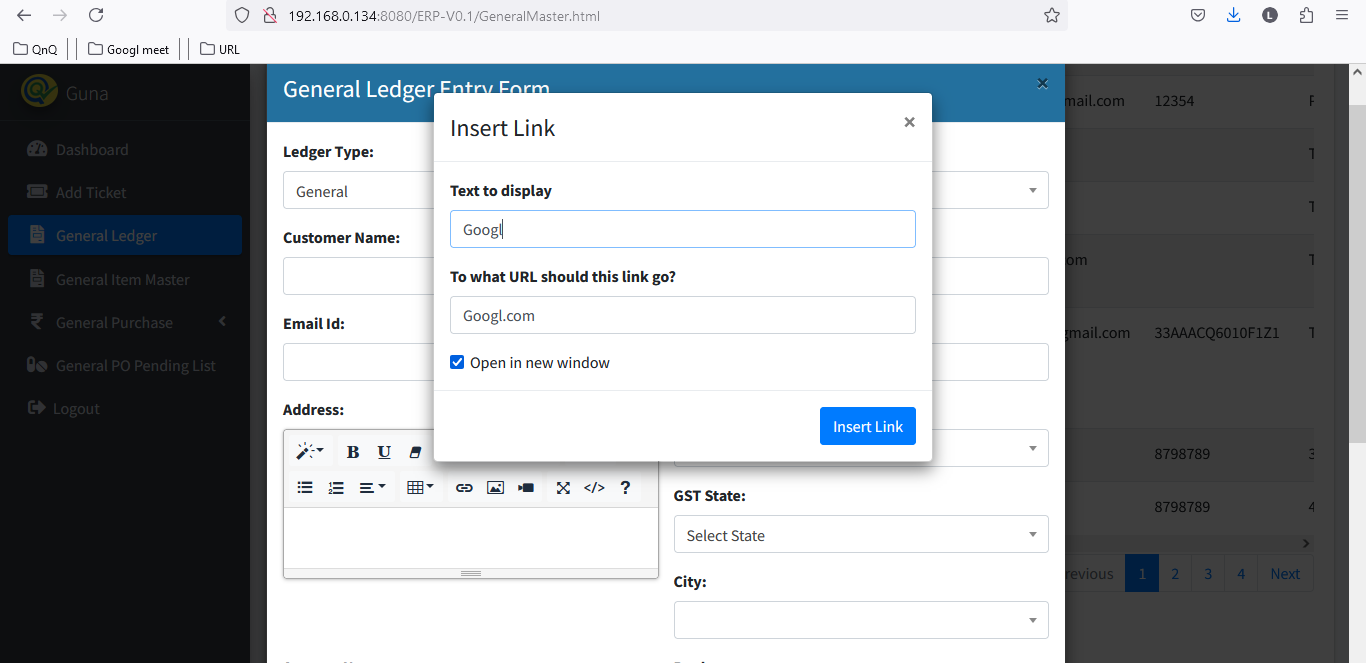 192.168.0.134:8080/ERP-V0.1/GeneralMaster.html
L
QnQ
Googl meet
URL
Guna
Dashboard
Add Ticket
General Ledger
General Item Master
General Purchase
General PO Pending List
Logout
General Ledger Entry Form
×
Ledger Type:
General
Customer Name:
Email Id:
Address:
B U
</> ?
Insert Link
×
Text to display
Googl
To what URL should this link go?
Googl.com
Open in new window
Insert Link
GST State:
Select State
City:
mail.com 12354
om
gmail.com 33AAACQ6010F1Z1
8798789 3
8798789 4
revious 1 2 3 4 Next